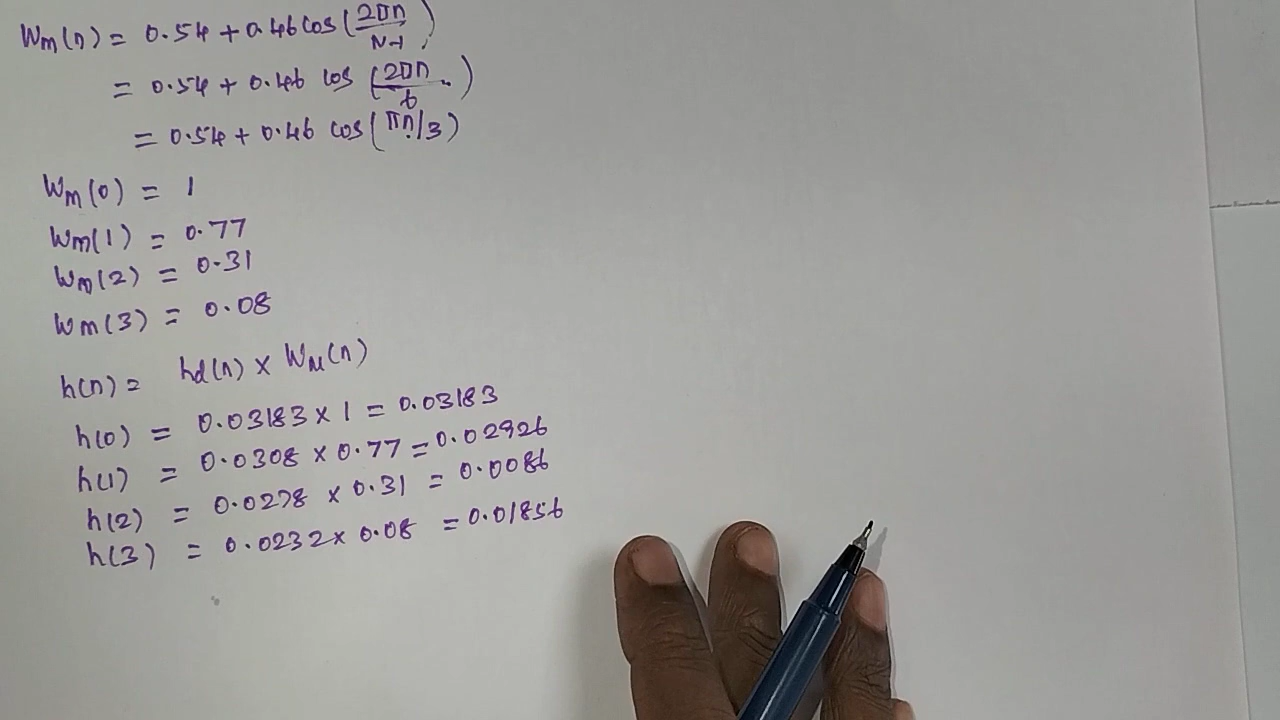 Wm(n) = 0.54 + 0.46 cos(2πn/N-1)
= 0.54 + 0.46 cos (2πn/6)
= 0.54 + 0.46 cos(πn/3)
Wm(0) = 1
Wm(1) = 0.77
Wm(2) = 0.31
Wm(3) = 0.08
h(n) = hd(n) × WM(n)
h(0) = 0.03183 × 1 = 0.03183
h(1) = 0.0308 × 0.77 = 0.02926
h(2) = 0.0278 × 0.31 = 0.0086
h(3) = 0.0232 × 0.08 = 0.01856